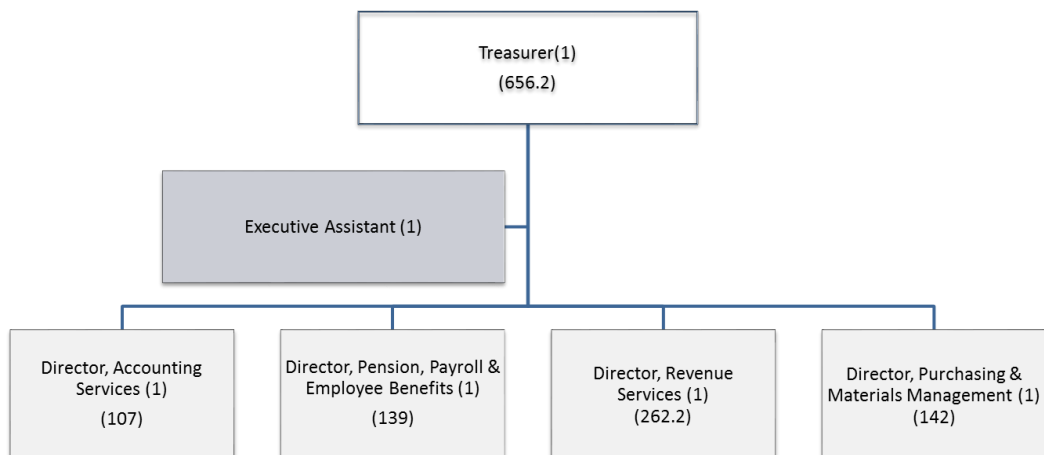 Treasurer(1)
(656.2)
Executive Assistant (1)
Director, Accounting
Services (1)
(107)
Director, Pension, Payroll &
Employee Benefits (1)
(139)
Director, Revenue
Services (1)
(262.2)
Director, Purchasing &
Materials Management (1)
(142)